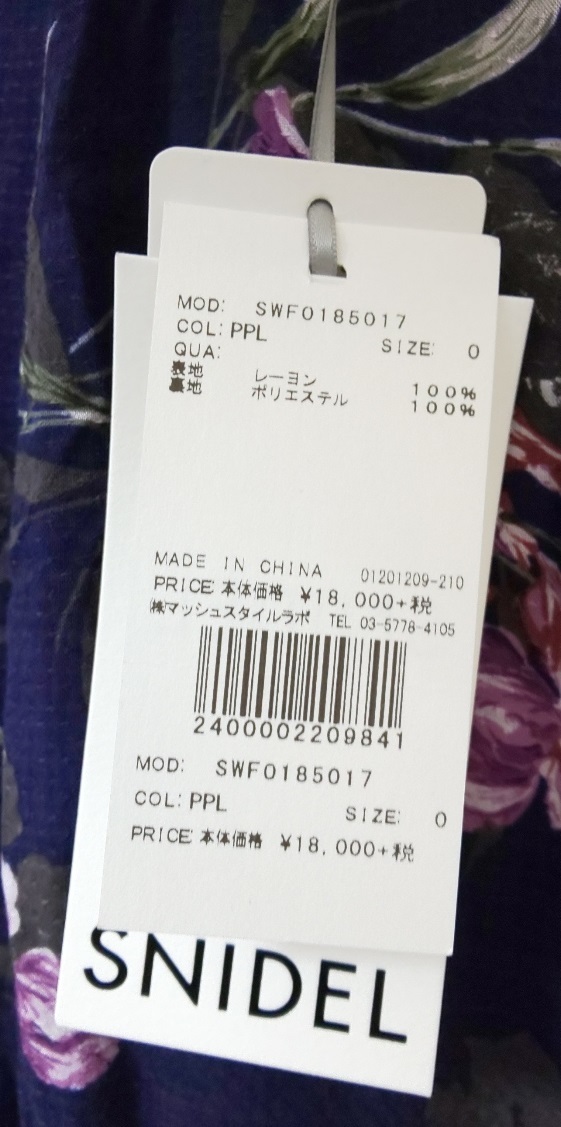 MOD: SWF0185017
COL: PPL SIZE: 0
QUA:
表地 レーヨン 100%
裏地 ポリエステル 100%
MADE IN CHINA 01201209-210
PRICE: 本体価格 ¥18,000+税
㈱マッシュスタイルラボ TEL 03-5778-4105
2400002209841
MOD: SWF0185017
COL: PPL SIZE: 0
PRICE: 本体価格 ¥18,000+税
SNIDEL